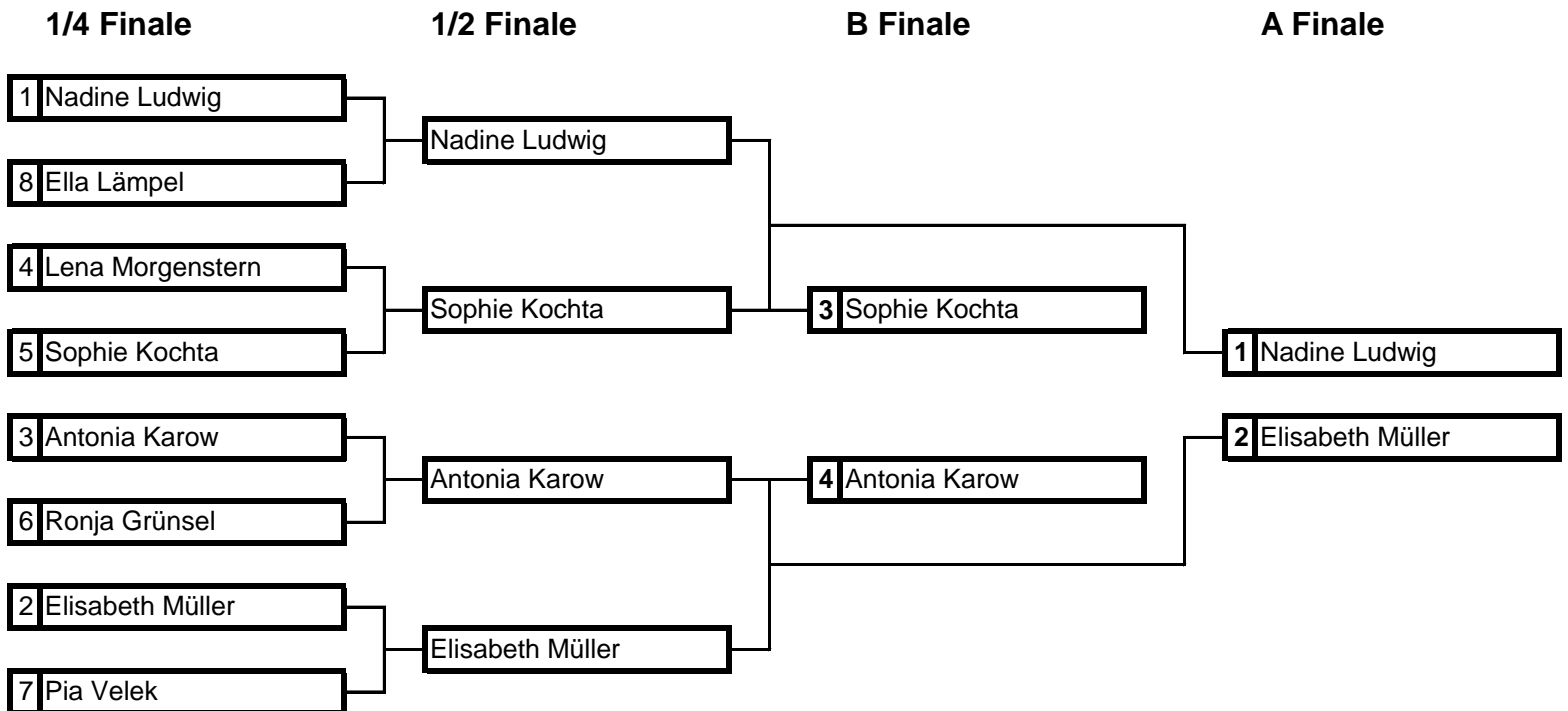 1/4 Finale
1/2 Finale
B Finale
A Finale
1 Nadine Ludwig
8 Ella Lämpel
4 Lena Morgenstern
5 Sophie Kochta
3 Antonia Karow
6 Ronja Grünsel
2 Elisabeth Müller
7 Pia Velek
Nadine Ludwig
Sophie Kochta
Antonia Karow
Elisabeth Müller
3 Sophie Kochta
4 Antonia Karow
1 Nadine Ludwig
2 Elisabeth Müller